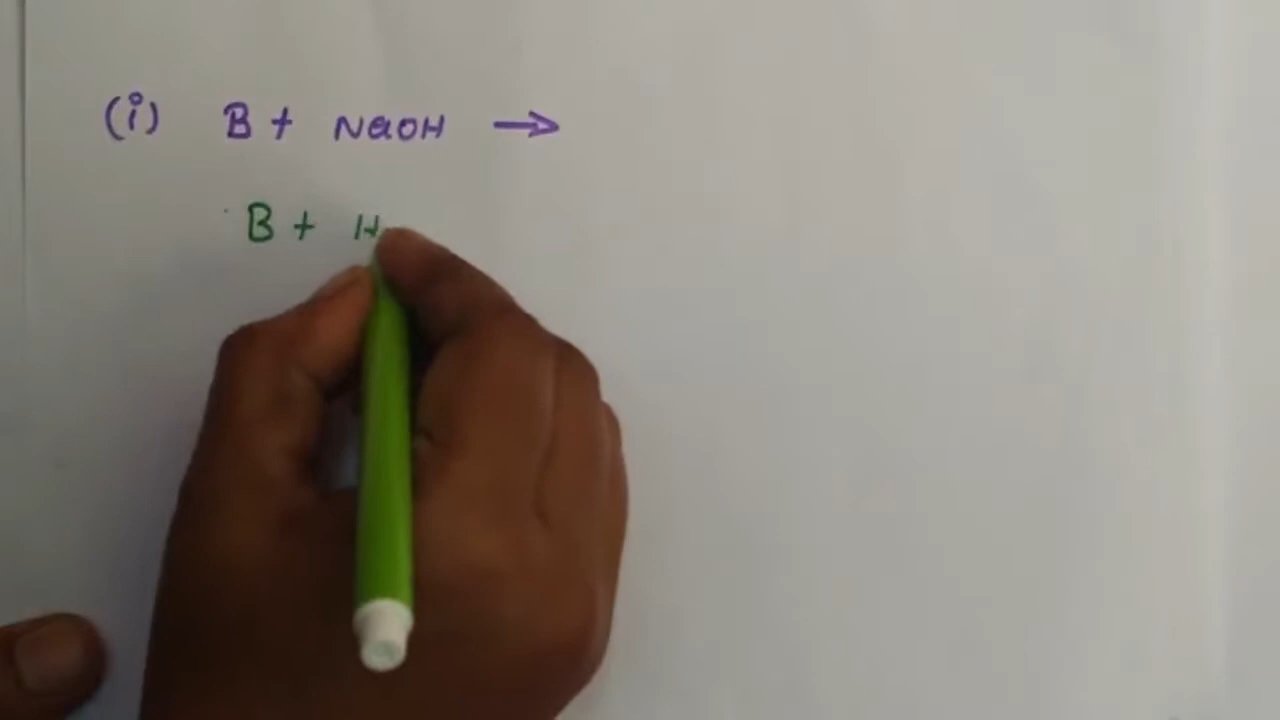 (i) B + NaOH →
B + H